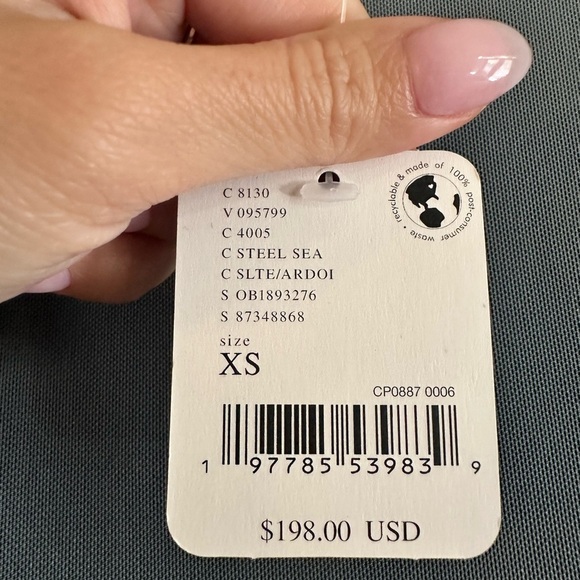 C 8130
V 095799
C 4005
C STEEL SEA
C SLTE/ARDOI
S OB1893276
S 87348868
size
XS
recyclable & made of 100% post-consumer waste •
CP0887 0006
1 97785 53983 9
$198.00 USD